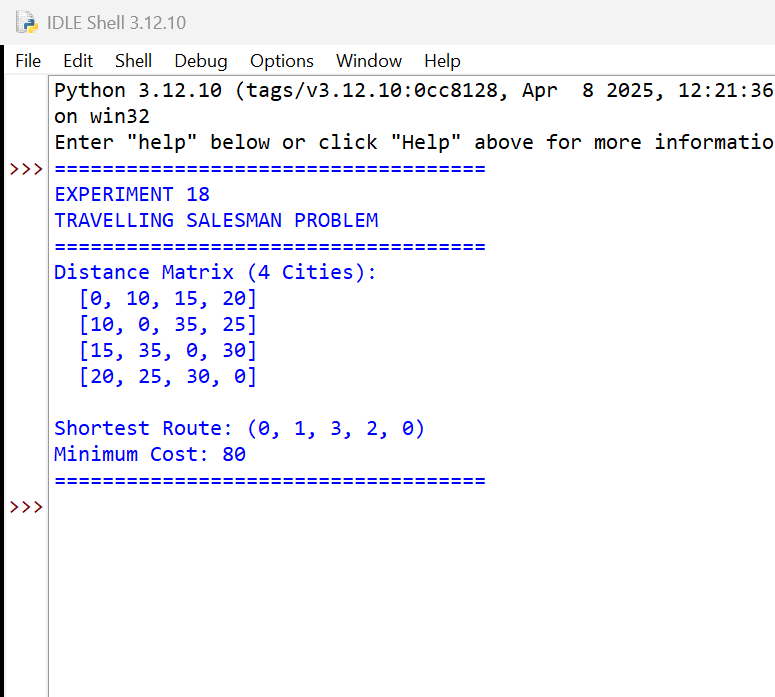 IDLE Shell 3.12.10
File Edit Shell Debug Options Window Help
Python 3.12.10 (tags/v3.12.10:0cc8128, Apr  8 2025, 12:21:36
on win32
Enter "help" below or click "Help" above for more informatio
>>> ====================================
EXPERIMENT 18
TRAVELLING SALESMAN PROBLEM
====================================
Distance Matrix (4 Cities):
  [0, 10, 15, 20]
  [10, 0, 35, 25]
  [15, 35, 0, 30]
  [20, 25, 30, 0]

Shortest Route: (0, 1, 3, 2, 0)
Minimum Cost: 80
====================================
>>>